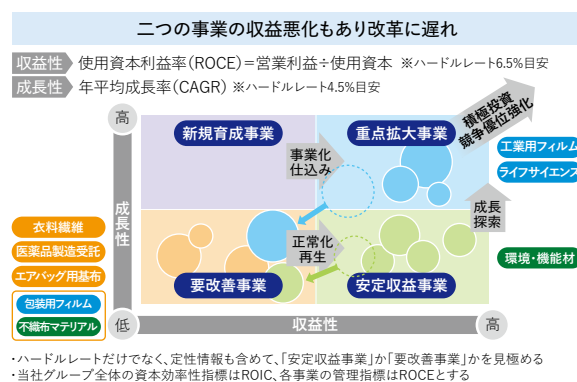 二つの事業の収益悪化もあり改革に遅れ
収益性 使用資本利益率(ROCE)=営業利益÷使用資本 ※ハードルレート6.5%目安
成長性 年平均成長率(CAGR) ※ハードルレート4.5%目安
高
新規育成事業
重点拡大事業
積極投資
競争優位強化
事業化
仕込み
工業用フィルム
ライフサイエンス
成長
探索
成長性
衣料繊維
医薬品製造受託
エアバッグ用基布
包装用フィルム
不織布マテリアル
正常化
再生
環境・機能材
要改善事業
安定収益事業
低
収益性
高
・ハードルレートだけでなく、定性情報も含めて、「安定収益事業」か「要改善事業」かを見極める
・当社グループ全体の資本効率性指標はROIC、各事業の管理指標はROCEとする